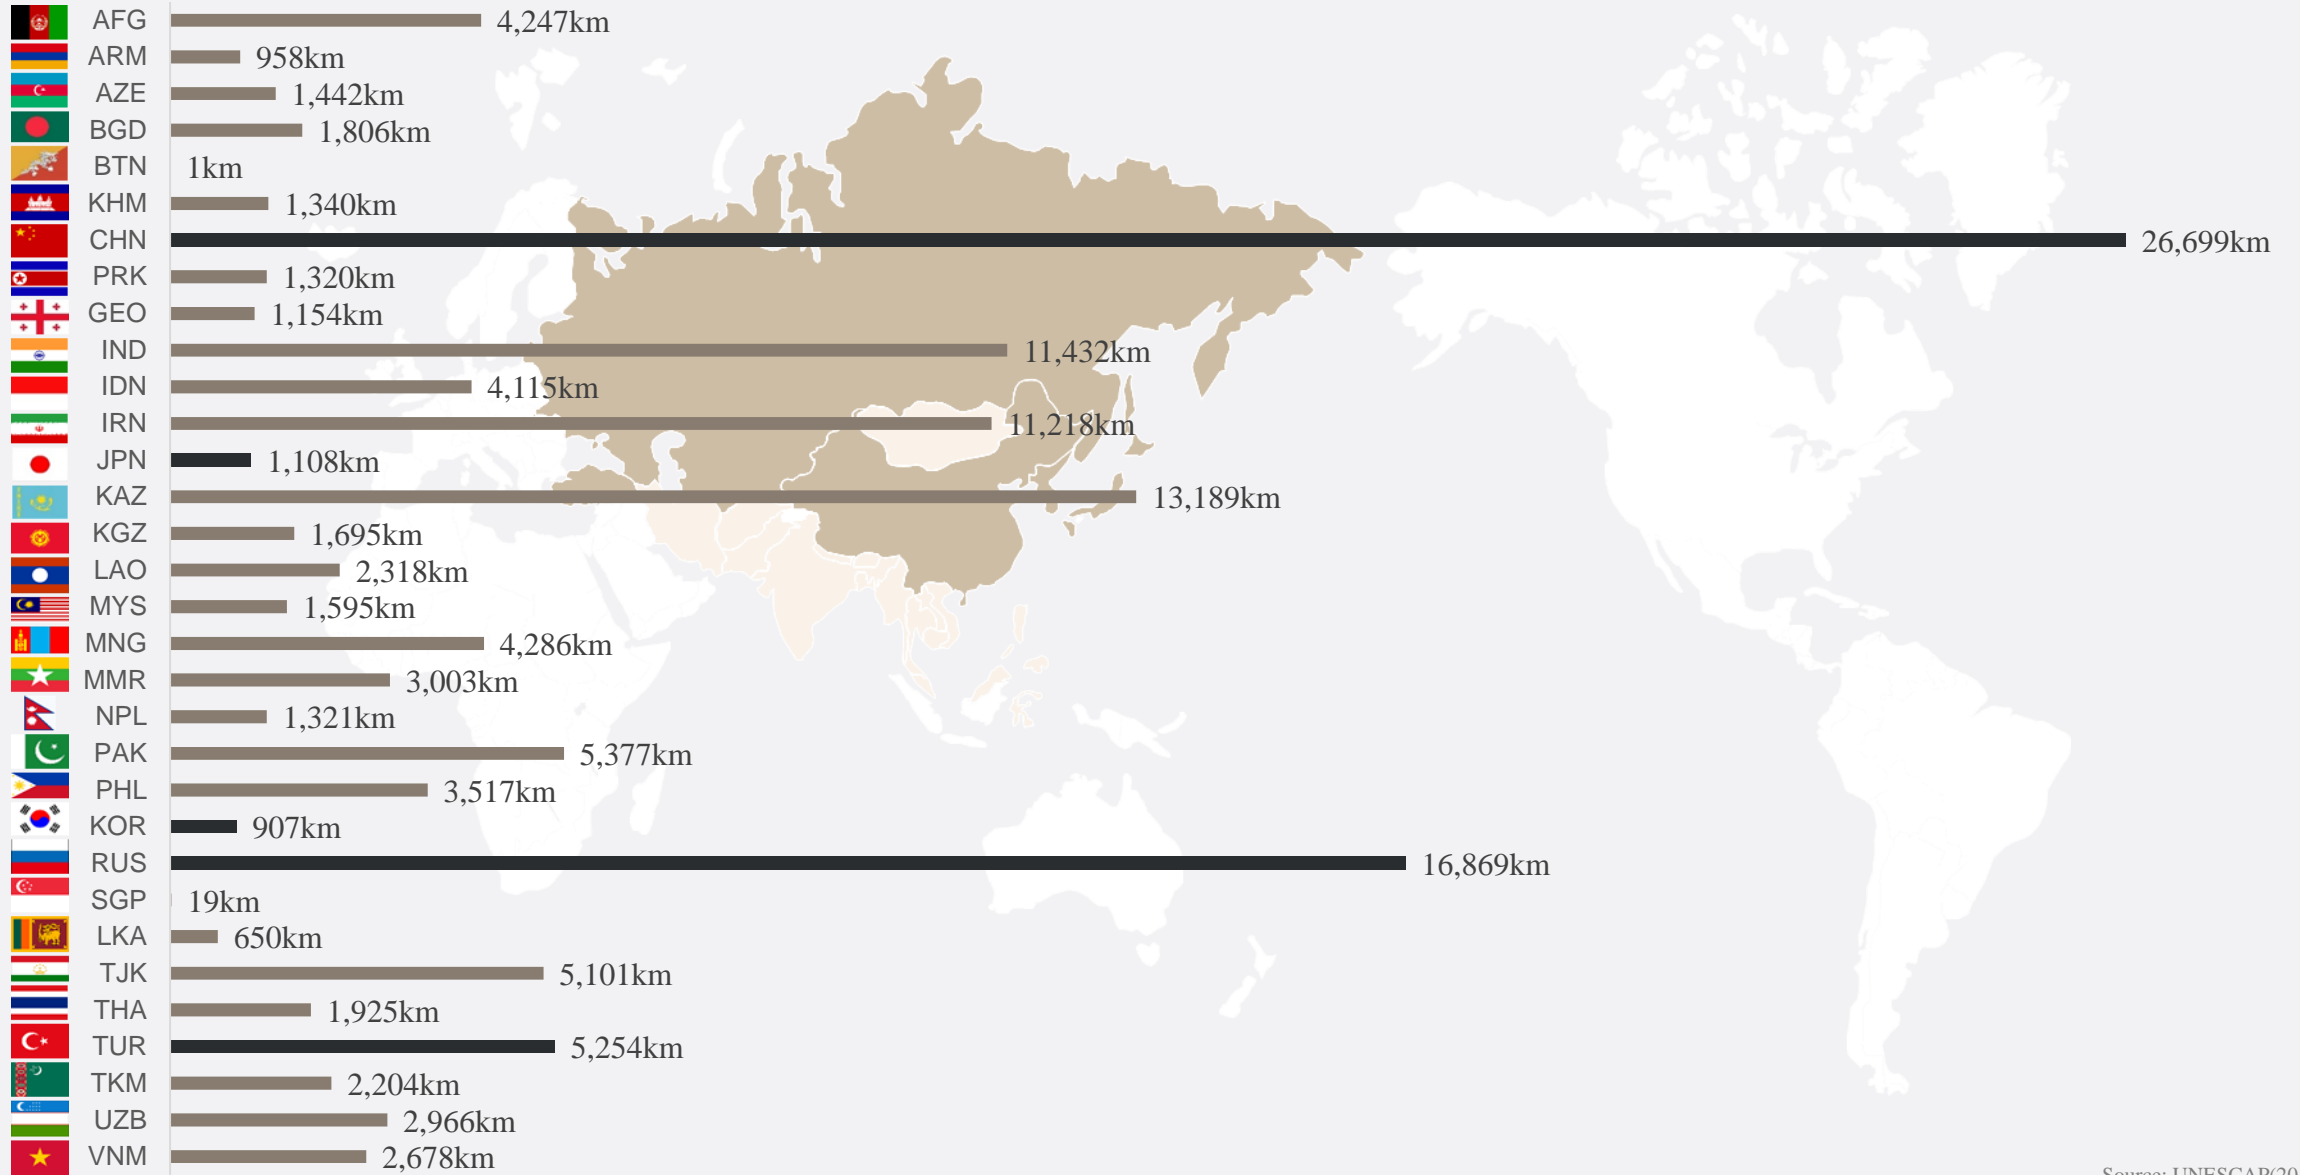 AFG 4,247km
ARM 958km
AZE 1,442km
BGD 1,806km
BTN 1km
KHM 1,340km
CHN 26,699km
PRK 1,320km
GEO 1,154km
IND 11,432km
IDN 4,115km
IRN 11,218km
JPN 1,108km
KAZ 13,189km
KGZ 1,695km
LAO 2,318km
MYS 1,595km
MNG 4,286km
MMR 3,003km
NPL 1,321km
PAK 5,377km
PHL 3,517km
KOR 907km
RUS 16,869km
SGP 19km
LKA 650km
TJK 5,101km
THA 1,925km
TUR 5,254km
TKM 2,204km
UZB 2,966km
VNM 2,678km
Source: UNESCAP(20